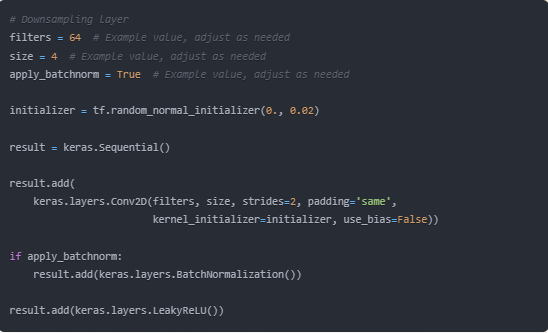 # Downsampling layer
filters = 64  # Example value, adjust as needed
size = 4  # Example value, adjust as needed
apply_batchnorm = True  # Example value, adjust as needed
initializer = tf.random_normal_initializer(0., 0.02)
result = keras.Sequential()
result.add(
    keras.layers.Conv2D(filters, size, strides=2, padding='same',
                        kernel_initializer=initializer, use_bias=False))
if apply_batchnorm:
    result.add(keras.layers.BatchNormalization())
result.add(keras.layers.LeakyReLU())